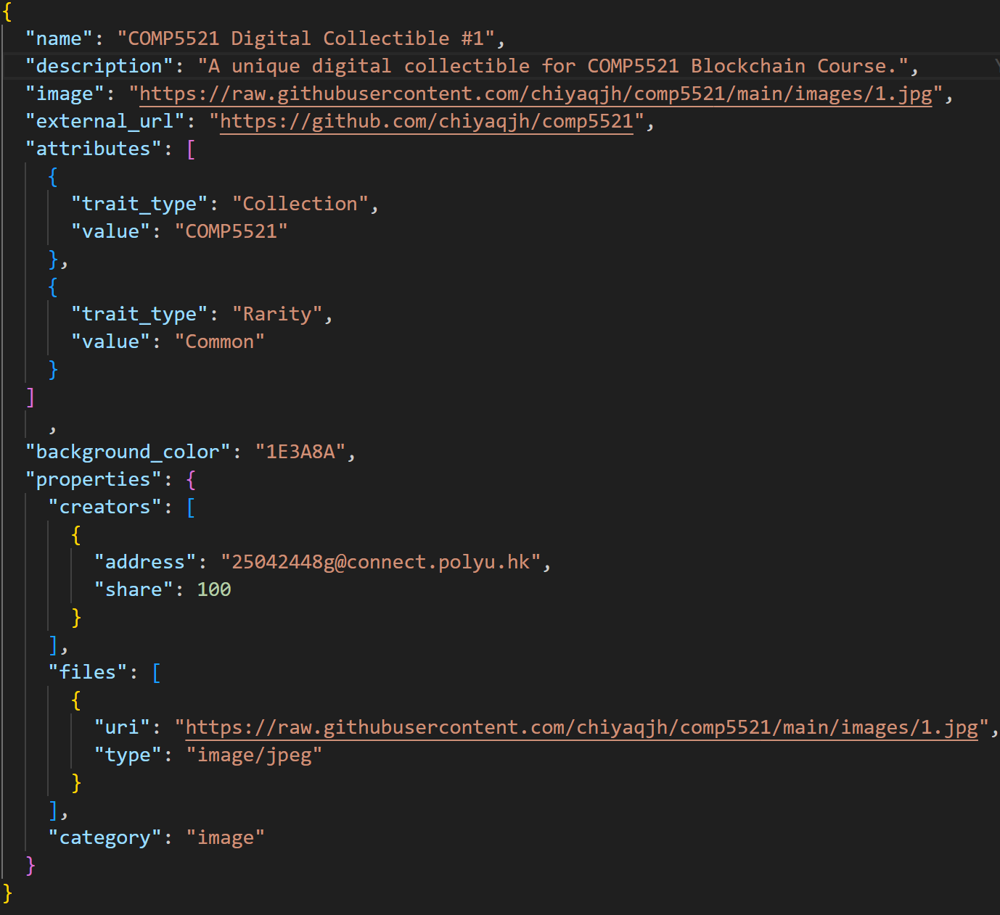 {
  "name": "COMP5521 Digital Collectible #1",
  "description": "A unique digital collectible for COMP5521 Blockchain Course.",
  "image": "https://raw.githubusercontent.com/chiyaqjh/comp5521/main/images/1.jpg",
  "external_url": "https://github.com/chiyaqjh/comp5521",
  "attributes": [
    {
      "trait_type": "Collection",
      "value": "COMP5521"
    },
    {
      "trait_type": "Rarity",
      "value": "Common"
    }
  ]
    ,
  "background_color": "1E3A8A",
  "properties": {
    "creators": [
      {
        "address": "25042448g@connect.polyu.hk",
        "share": 100
      }
    ],
    "files": [
      {
        "uri": "https://raw.githubusercontent.com/chiyaqjh/comp5521/main/images/1.jpg",
        "type": "image/jpeg"
      }
    ],
    "category": "image"
  }
}